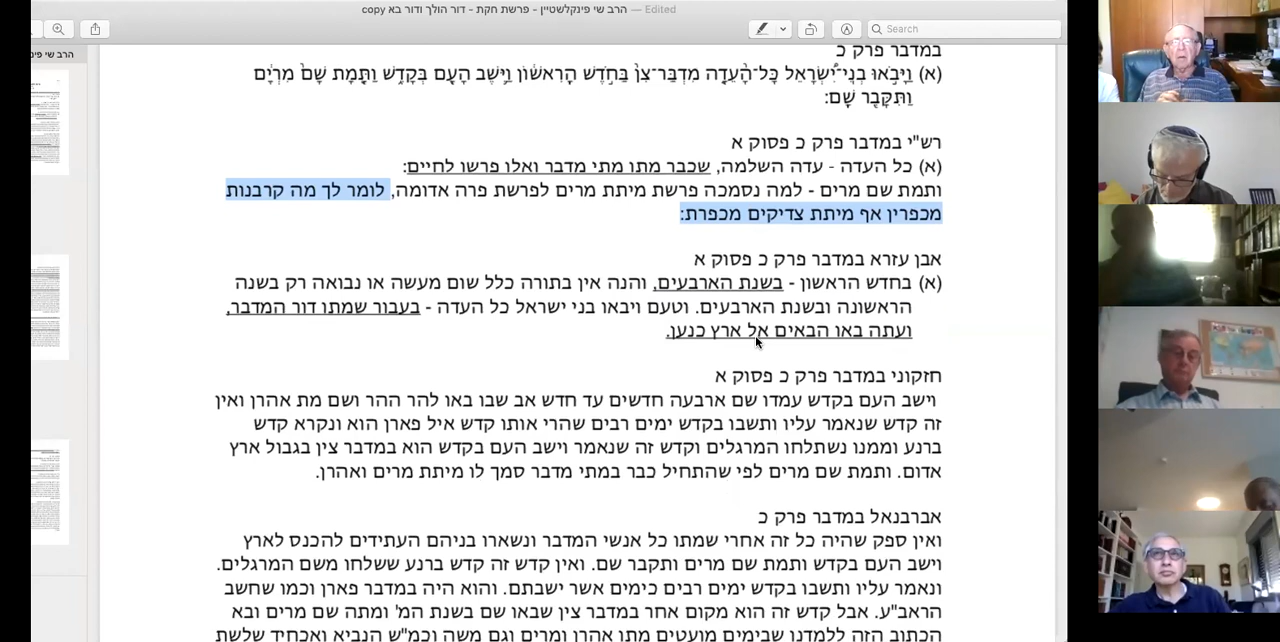 הרב שי פינקלשטיין - פרשת חקת - דור הולך ודור בא copy — Edited
Search
הרב שי פינ
במדבר פרק כ
(א) וַיָּבֹ֣אוּ בְנֵֽי־יִ֠שְׂרָאֵל כָּל־הָ֨עֵדָ֤ה מִדְבַּר־צִן֙ בַּחֹ֣דֶשׁ הָֽרִאשׁ֔וֹן וַיֵּ֥שֶׁב הָעָ֖ם בְּקָדֵ֑שׁ וַתָּ֤מָת שָׁם֙ מִרְיָ֔ם
וַתִּקָּבֵ֖ר שָֽׁם:
רש"י במדבר פרק כ פסוק א
(א) כל העדה - עדה השלמה, שכבר מתו מתי מדבר ואלו פרשו לחיים:
ותמת שם מרים - למה נסמכה פרשת מיתת מרים לפרשת פרה אדומה, לומר לך מה קרבנות
מכפרין אף מיתת צדיקים מכפרת:
אבן עזרא במדבר פרק כ פסוק א
(א) בחדש הראשון - בשנת הארבעים, והנה אין בתורה כלל שום מעשה או נבואה רק בשנה
הראשונה ובשנת הארבעים. וטעם ויבאו בני ישראל כל העדה - בעבור שמתו דור המדבר,
ועתה באו הבאים אל ארץ כנען.
חזקוני במדבר פרק כ פסוק א
וישב העם בקדש עמדו שם ארבעה חדשים עד חדש אב שבו באו להר ההר ושם מת אהרן ואין
זה קדש שנאמר עליו ותשבו בקדש ימים רבים שהרי אותו קדש איל פארן הוא ונקרא קדש
ברנע וממנו נשתלחו המרגלים וקדש זה שנאמר וישב העם בקדש הוא במדבר צין בגבול ארץ
אדום. ותמת שם מרים לפי שהתחיל כבר במתי מדבר סמך לכאן מיתת מרים ואהרן.
אברבנאל במדבר פרק כ
ואין ספק שהיה כל זה אחרי שמתו כל אנשי המדבר ונשארו בניהם העתידים להכנס לארץ
וישב העם בקדש ותמת שם מרים ותקבר שם. ואין קדש זה קדש ברנע ששלחו משם המרגלים.
ונאמר עליו ותשבו בקדש ימים רבים כימים אשר ישבתם. והוא היה במדבר פארן וכמו שחשב
הראב"ע. אבל קדש זה הוא מקום אחר במדבר צין שבאו שם בשנת המ' ומתה שם מרים ובא
הכתוב הזה ללמדנו שבימים מועטים מתו אהרן ומרים וגם משה וכמ"ש הנביא ואכחיד שלשת